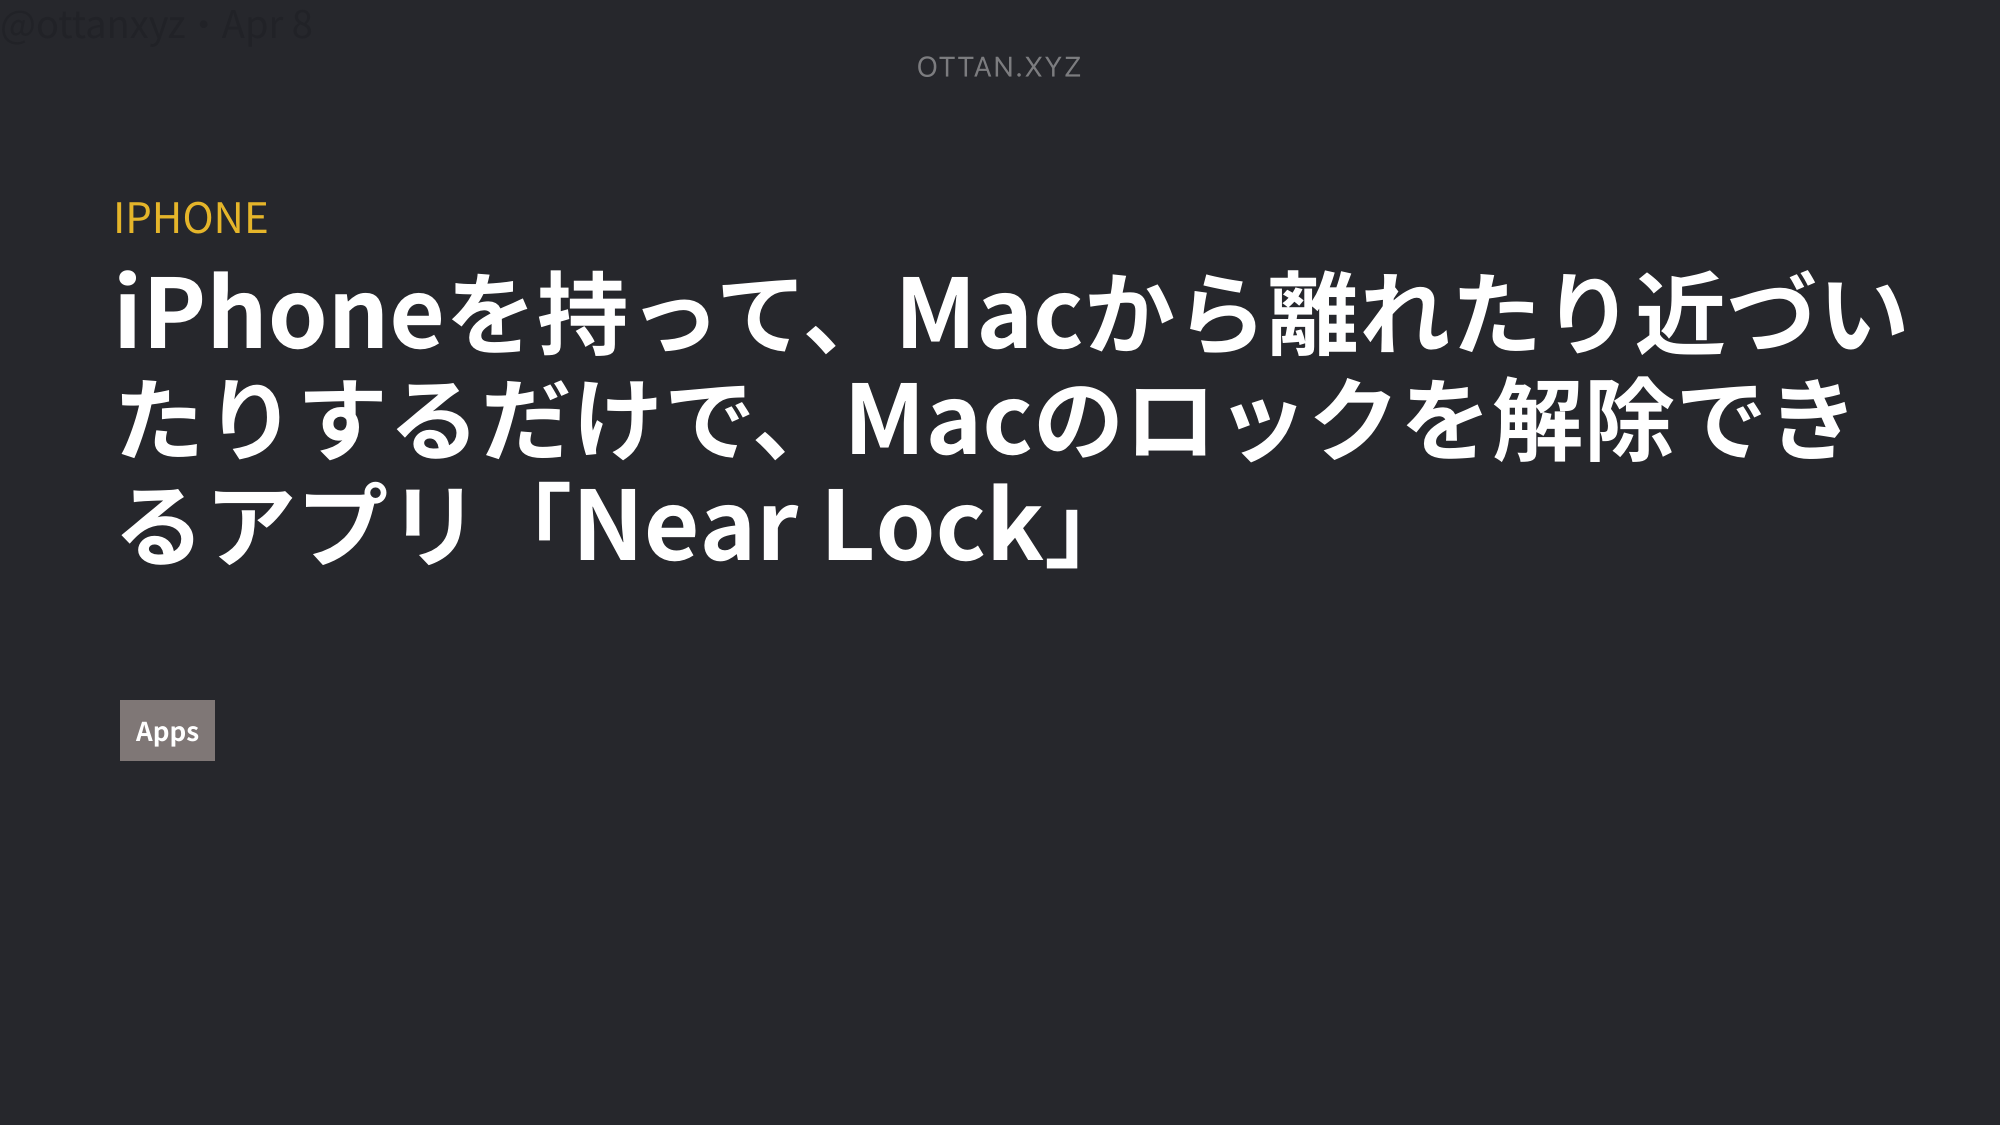 @ottanxyz・Apr 8
OTTAN.XYZ
IPHONE
iPhoneを持って、Macから離れたり近づい
たりするだけで、Macのロックを解除でき
るアプリ「Near Lock」
Apps